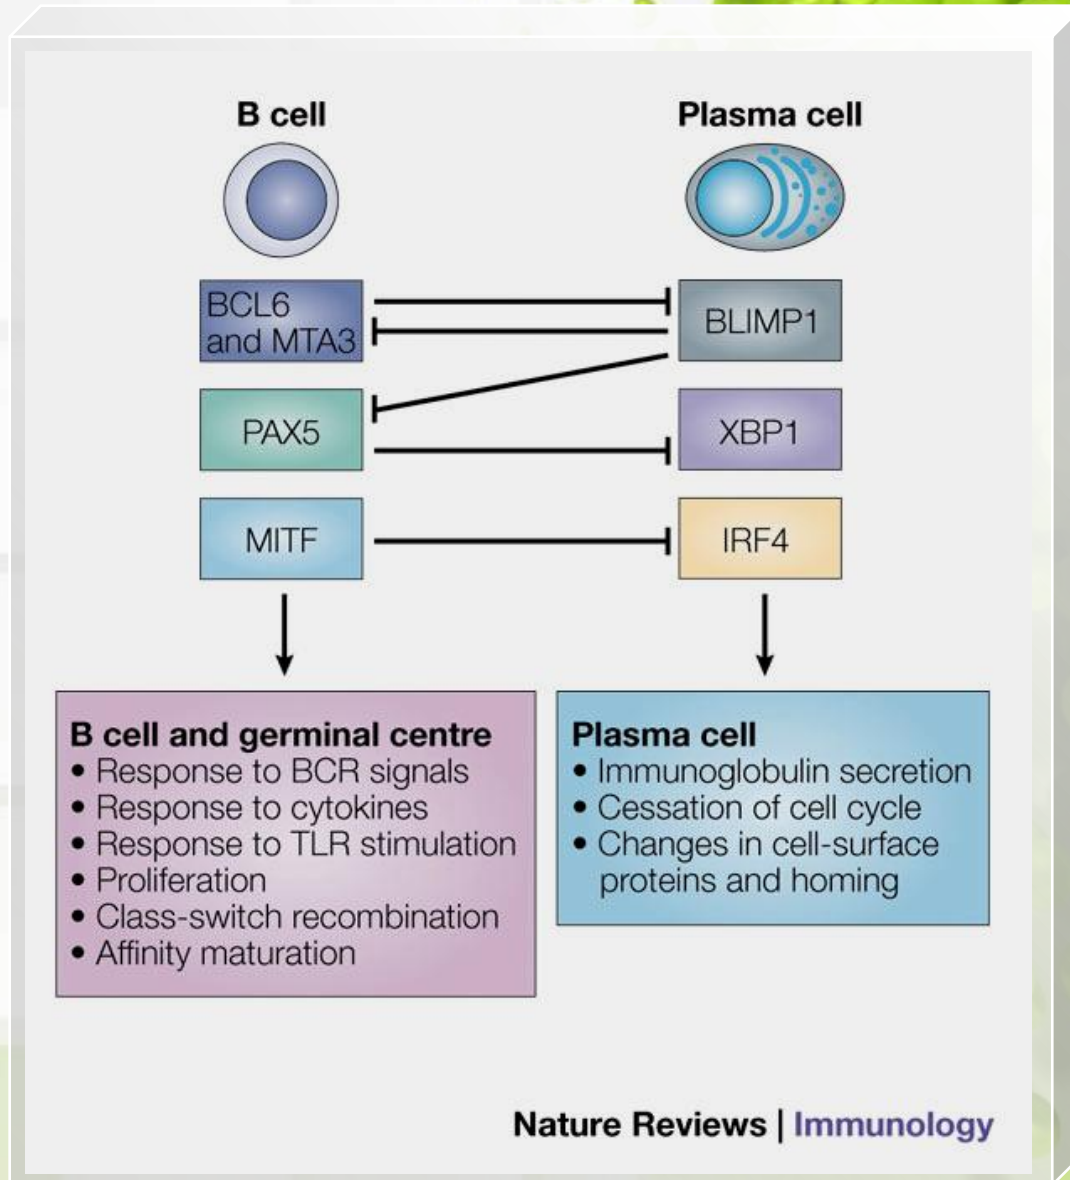 B cell
Plasma cell
BCL6
and MTA3
BLIMP1
PAX5
XBP1
MITF
IRF4
B cell and germinal centre
• Response to BCR signals
• Response to cytokines
• Response to TLR stimulation
• Proliferation
• Class-switch recombination
• Affinity maturation
Plasma cell
• Immunoglobulin secretion
• Cessation of cell cycle
• Changes in cell-surface
proteins and homing
Nature Reviews | Immunology